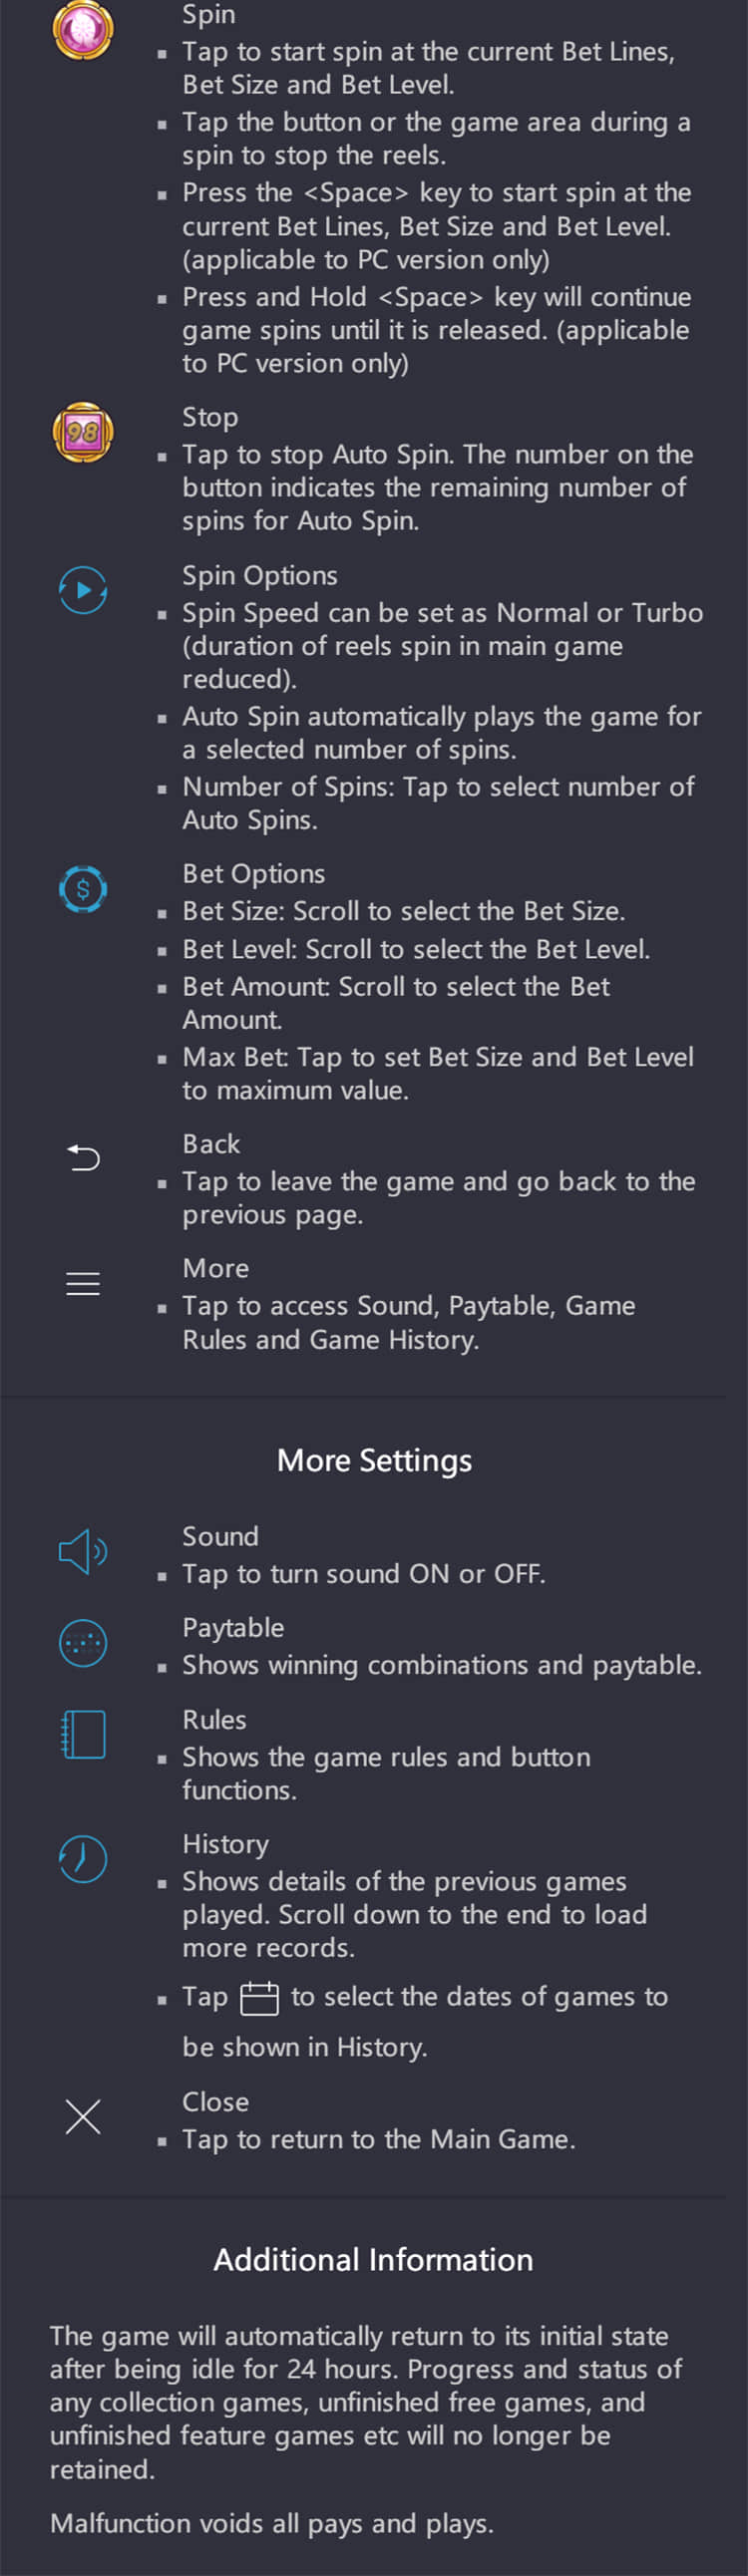 Spin
▪ Tap to start spin at the current Bet Lines,
Bet Size and Bet Level.
▪ Tap the button or the game area during a
spin to stop the reels.
▪ Press the <Space> key to start spin at the
current Bet Lines, Bet Size and Bet Level.
(applicable to PC version only)
▪ Press and Hold <Space> key will continue
game spins until it is released. (applicable
to PC version only)
98
Stop
▪ Tap to stop Auto Spin. The number on the
button indicates the remaining number of
spins for Auto Spin.
Spin Options
▪ Spin Speed can be set as Normal or Turbo
(duration of reels spin in main game
reduced).
▪ Auto Spin automatically plays the game for
a selected number of spins.
▪ Number of Spins: Tap to select number of
Auto Spins.
$
Bet Options
▪ Bet Size: Scroll to select the Bet Size.
▪ Bet Level: Scroll to select the Bet Level.
▪ Bet Amount: Scroll to select the Bet
Amount.
▪ Max Bet: Tap to set Bet Size and Bet Level
to maximum value.
Back
▪ Tap to leave the game and go back to the
previous page.
More
▪ Tap to access Sound, Paytable, Game
Rules and Game History.
More Settings
Sound
▪ Tap to turn sound ON or OFF.
Paytable
▪ Shows winning combinations and paytable.
Rules
▪ Shows the game rules and button
functions.
History
▪ Shows details of the previous games
played. Scroll down to the end to load
more records.
▪ Tap to select the dates of games to
be shown in History.
Close
▪ Tap to return to the Main Game.
Additional Information
The game will automatically return to its initial state
after being idle for 24 hours. Progress and status of
any collection games, unfinished free games, and
unfinished feature games etc will no longer be
retained.
Malfunction voids all pays and plays.